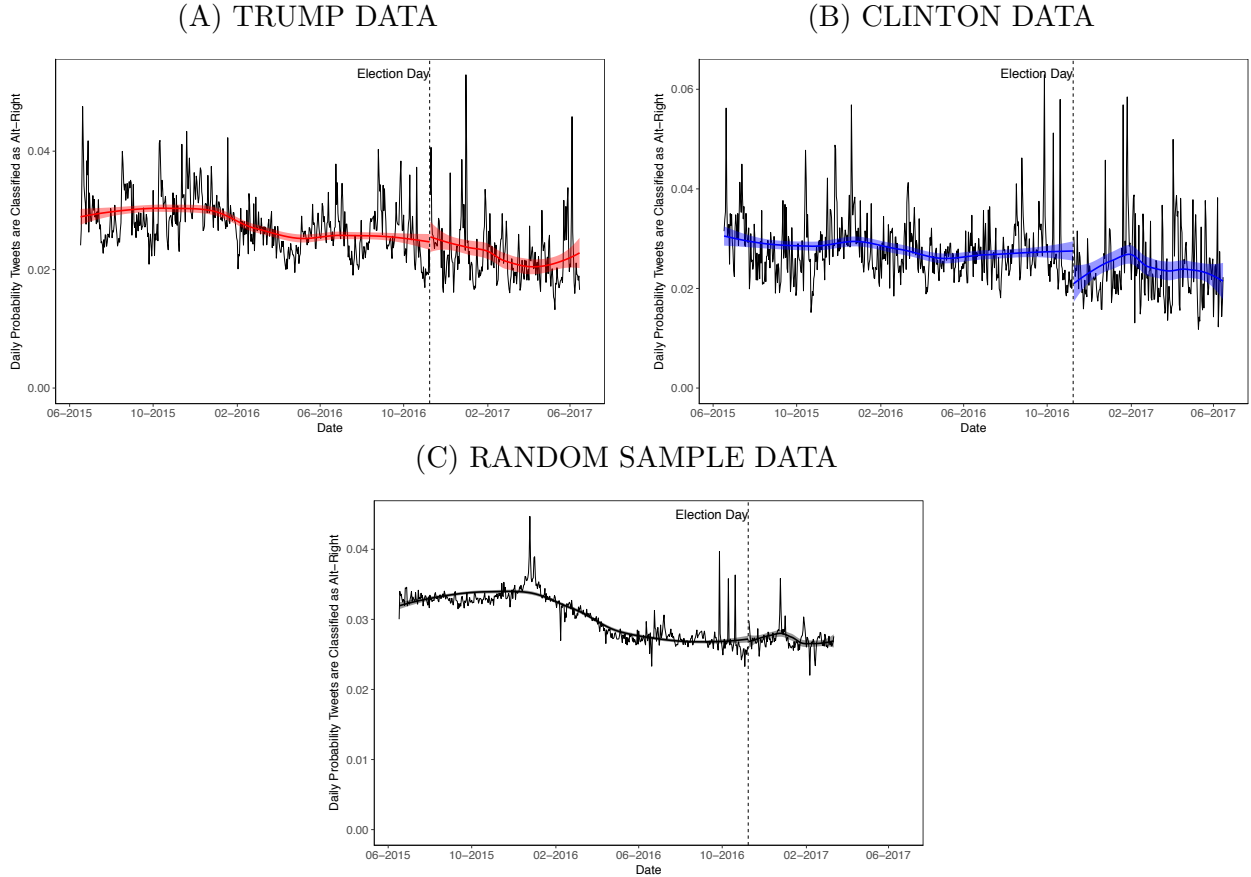 (A) TRUMP DATA
Election Day
Daily Probability Tweets are Classified as Alt−Right
0.04
0.02
0.00
06−2015 10−2015 02−2016 06−2016 10−2016 02−2017 06−2017
Date
(B) CLINTON DATA
Election Day
Daily Probability Tweets are Classified as Alt−Right
0.06
0.04
0.02
0.00
06−2015 10−2015 02−2016 06−2016 10−2016 02−2017 06−2017
Date
(C) RANDOM SAMPLE DATA
Election Day
Daily Probability Tweets are Classified as Alt−Right
0.04
0.03
0.02
0.01
0.00
06−2015 10−2015 02−2016 06−2016 10−2016 02−2017 06−2017
Date